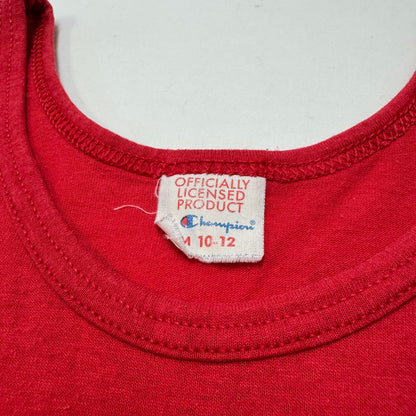 OFFICIALLY
LICENSED
PRODUCT
Champion®
M 10-12